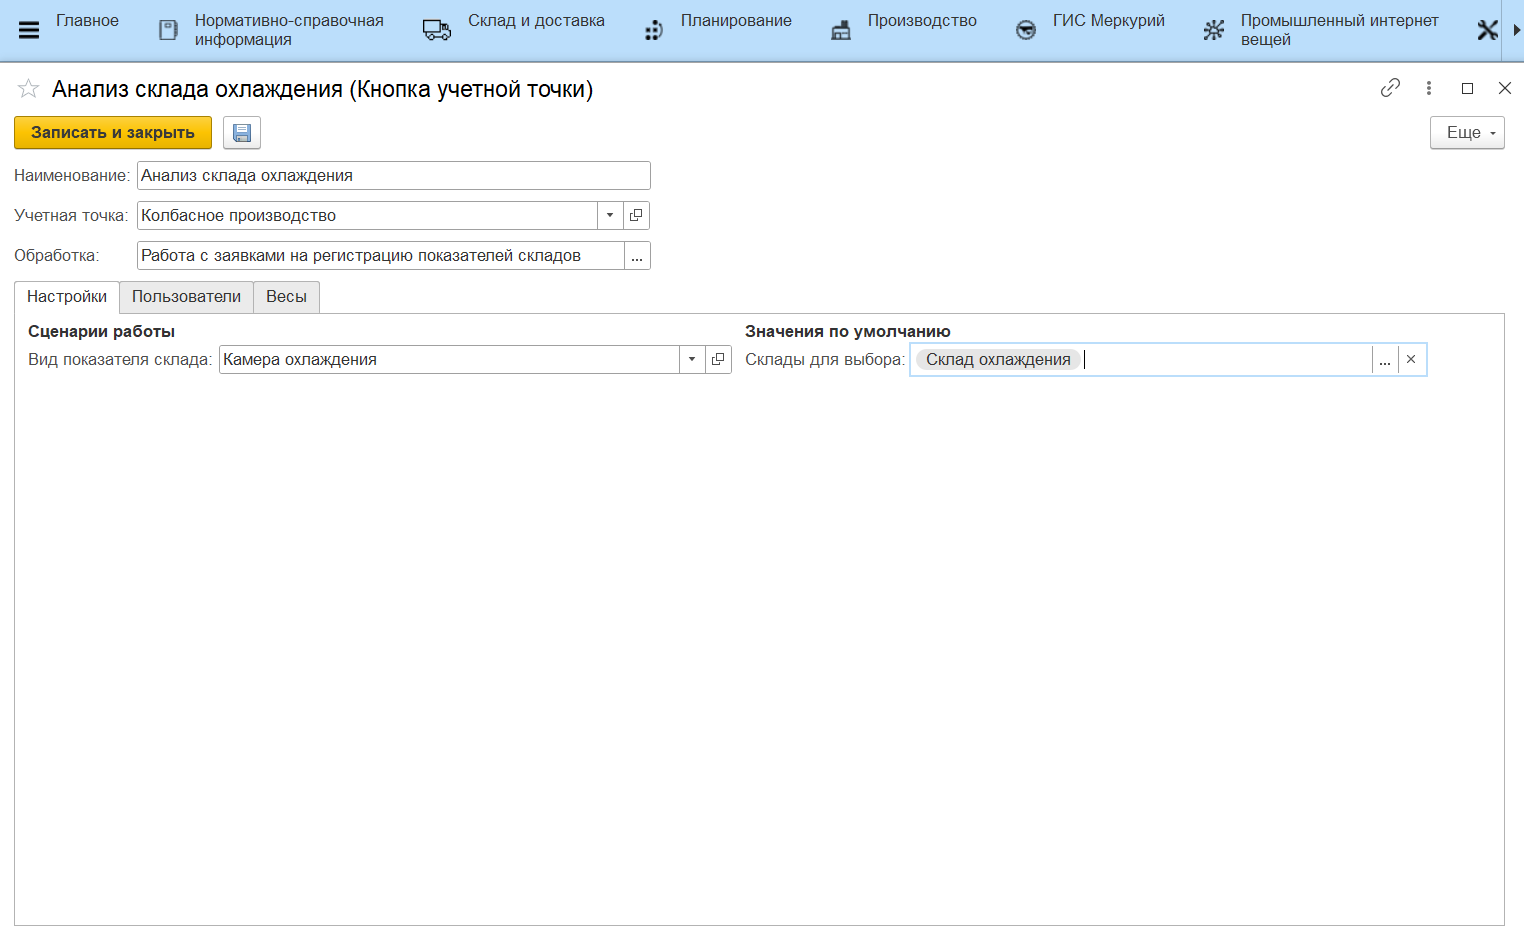 Главное
Нормативно-справочная
информация
Склад и доставка
Планирование
Производство
ГИС Меркурий
Промышленный интернет
вещей
Анализ склада охлаждения (Кнопка учетной точки)
Записать и закрыть
Еще
Наименование: Анализ склада охлаждения
Учетная точка: Колбасное производство
Обработка: Работа с заявками на регистрацию показателей складов ...
Настройки Пользователи Весы
Сценарии работы
Вид показателя склада: Камера охлаждения
Значения по умолчанию
Склады для выбора: Склад охлаждения ... ×